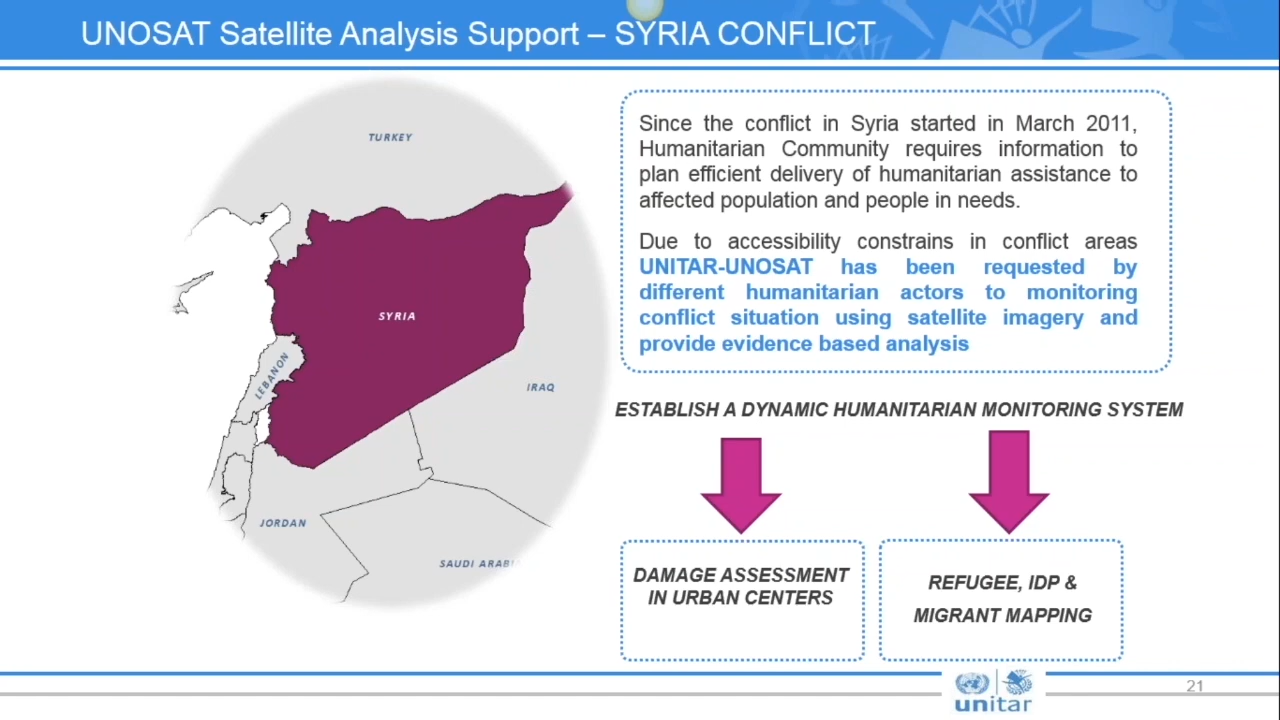 UNOSAT Satellite Analysis Support – SYRIA CONFLICT
TURKEY
SYRIA
LEBANON
IRAQ
JORDAN
SAUDI ARABI
Since the conflict in Syria started in March 2011,
Humanitarian Community requires information to
plan efficient delivery of humanitarian assistance to
affected population and people in needs.
Due to accessibility constrains in conflict areas
UNITAR-UNOSAT has been requested by
different humanitarian actors to monitoring
conflict situation using satellite imagery and
provide evidence based analysis
ESTABLISH A DYNAMIC HUMANITARIAN MONITORING SYSTEM
DAMAGE ASSESSMENT
IN URBAN CENTERS
REFUGEE, IDP &
MIGRANT MAPPING
unitar
21